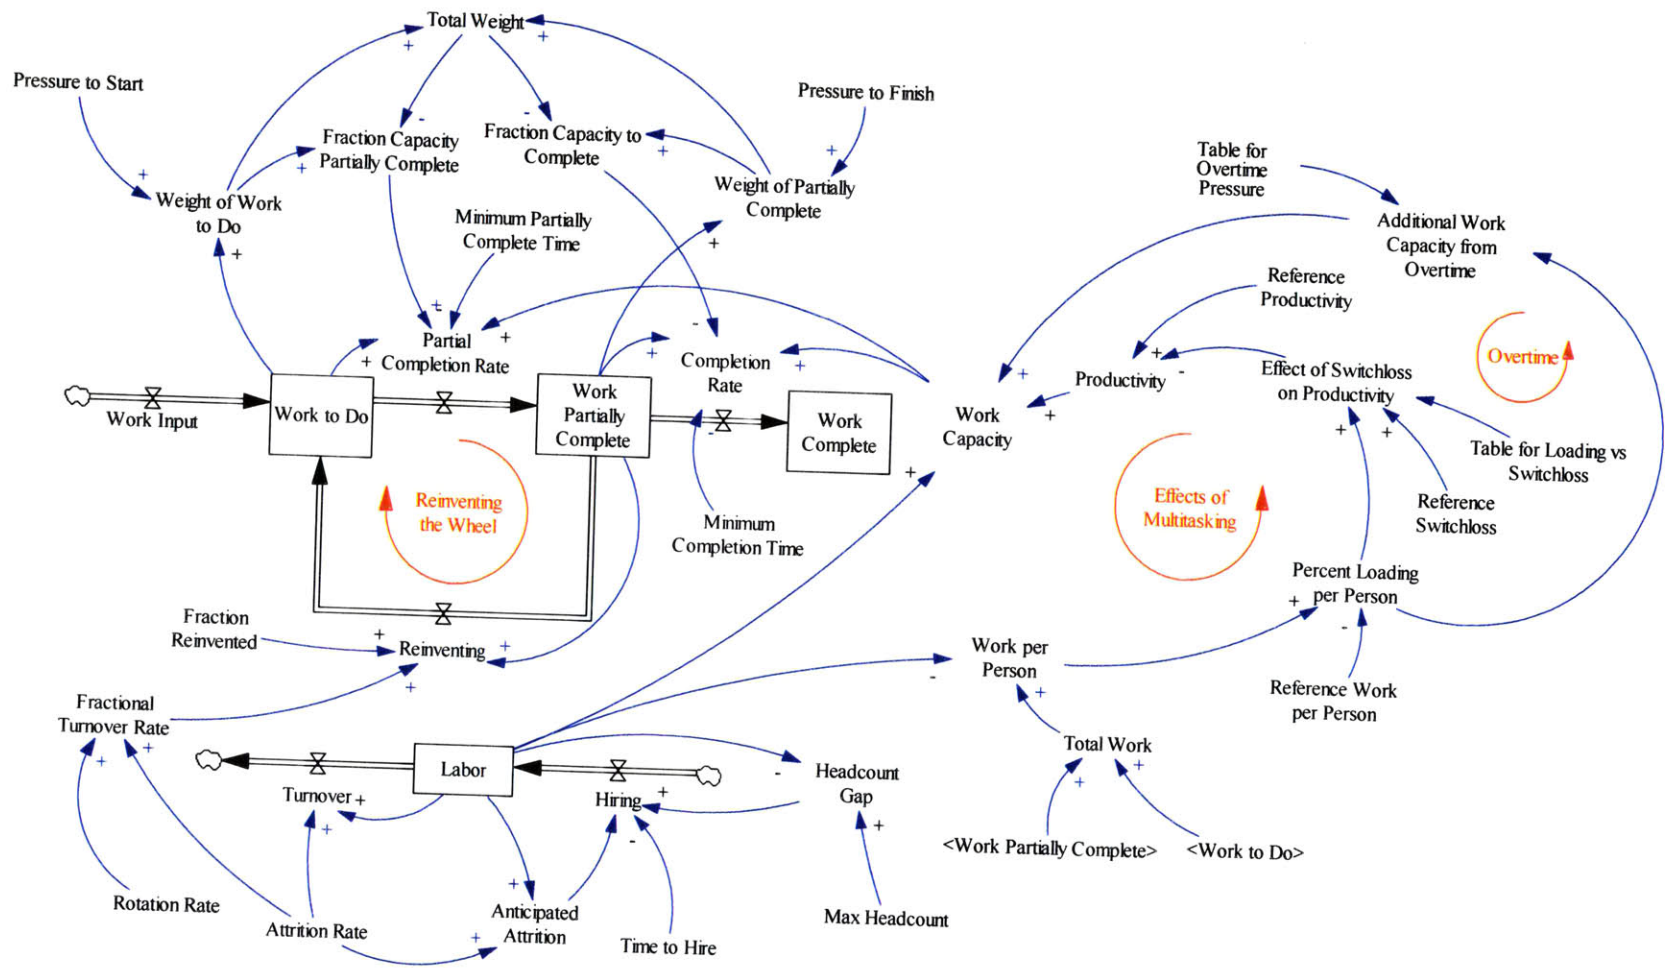 Total Weight
Pressure to Start
Pressure to Finish
Fraction Capacity
Partially Complete
Fraction Capacity to
Complete
Table for
Overtime
Pressure
Weight of Work
to Do
Weight of Partially
Complete
Minimum Partially
Complete Time
Additional Work
Capacity from
Overtime
Reference
Productivity
Partial
Completion Rate
Completion
Rate
Overtime
Productivity
Effect of Switchloss
on Productivity
Work Input
Work to Do
Work
Partially
Complete
Work
Complete
Work
Capacity
Table for Loading vs
Switchloss
Reinventing
the Wheel
Effects of
Multitasking
Reference
Switchloss
Minimum
Completion Time
Percent Loading
per Person
Fraction
Reinvented
Reinventing
Work per
Person
Reference Work
per Person
Fractional
Turnover Rate
Total Work
Labor
Headcount
Gap
Turnover
Hiring
<Work Partially Complete>
<Work to Do>
Rotation Rate
Attrition Rate
Anticipated
Attrition
Time to Hire
Max Headcount